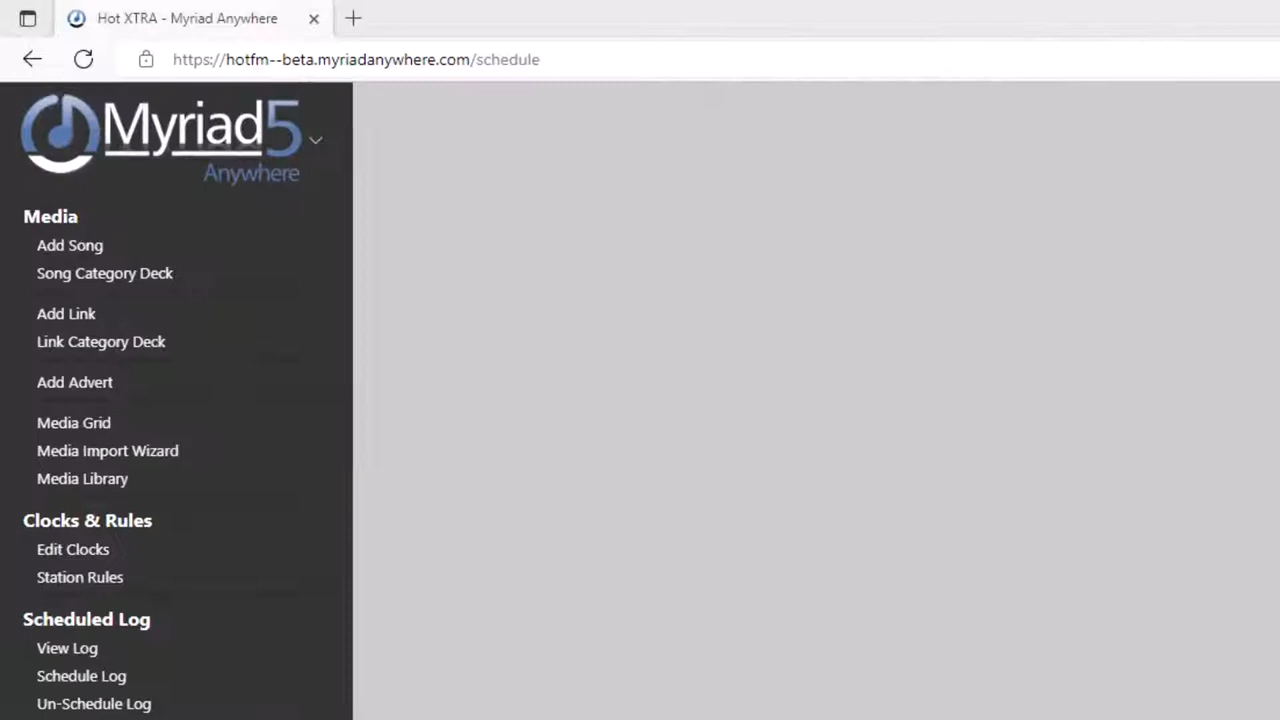 Hot XTRA - Myriad Anywhere
https://hotfm--beta.myriadanywhere.com/schedule
Myriad5
Anywhere
Media
Add Song
Song Category Deck
Add Link
Link Category Deck
Add Advert
Media Grid
Media Import Wizard
Media Library
Clocks & Rules
Edit Clocks
Station Rules
Scheduled Log
View Log
Schedule Log
Un-Schedule Log